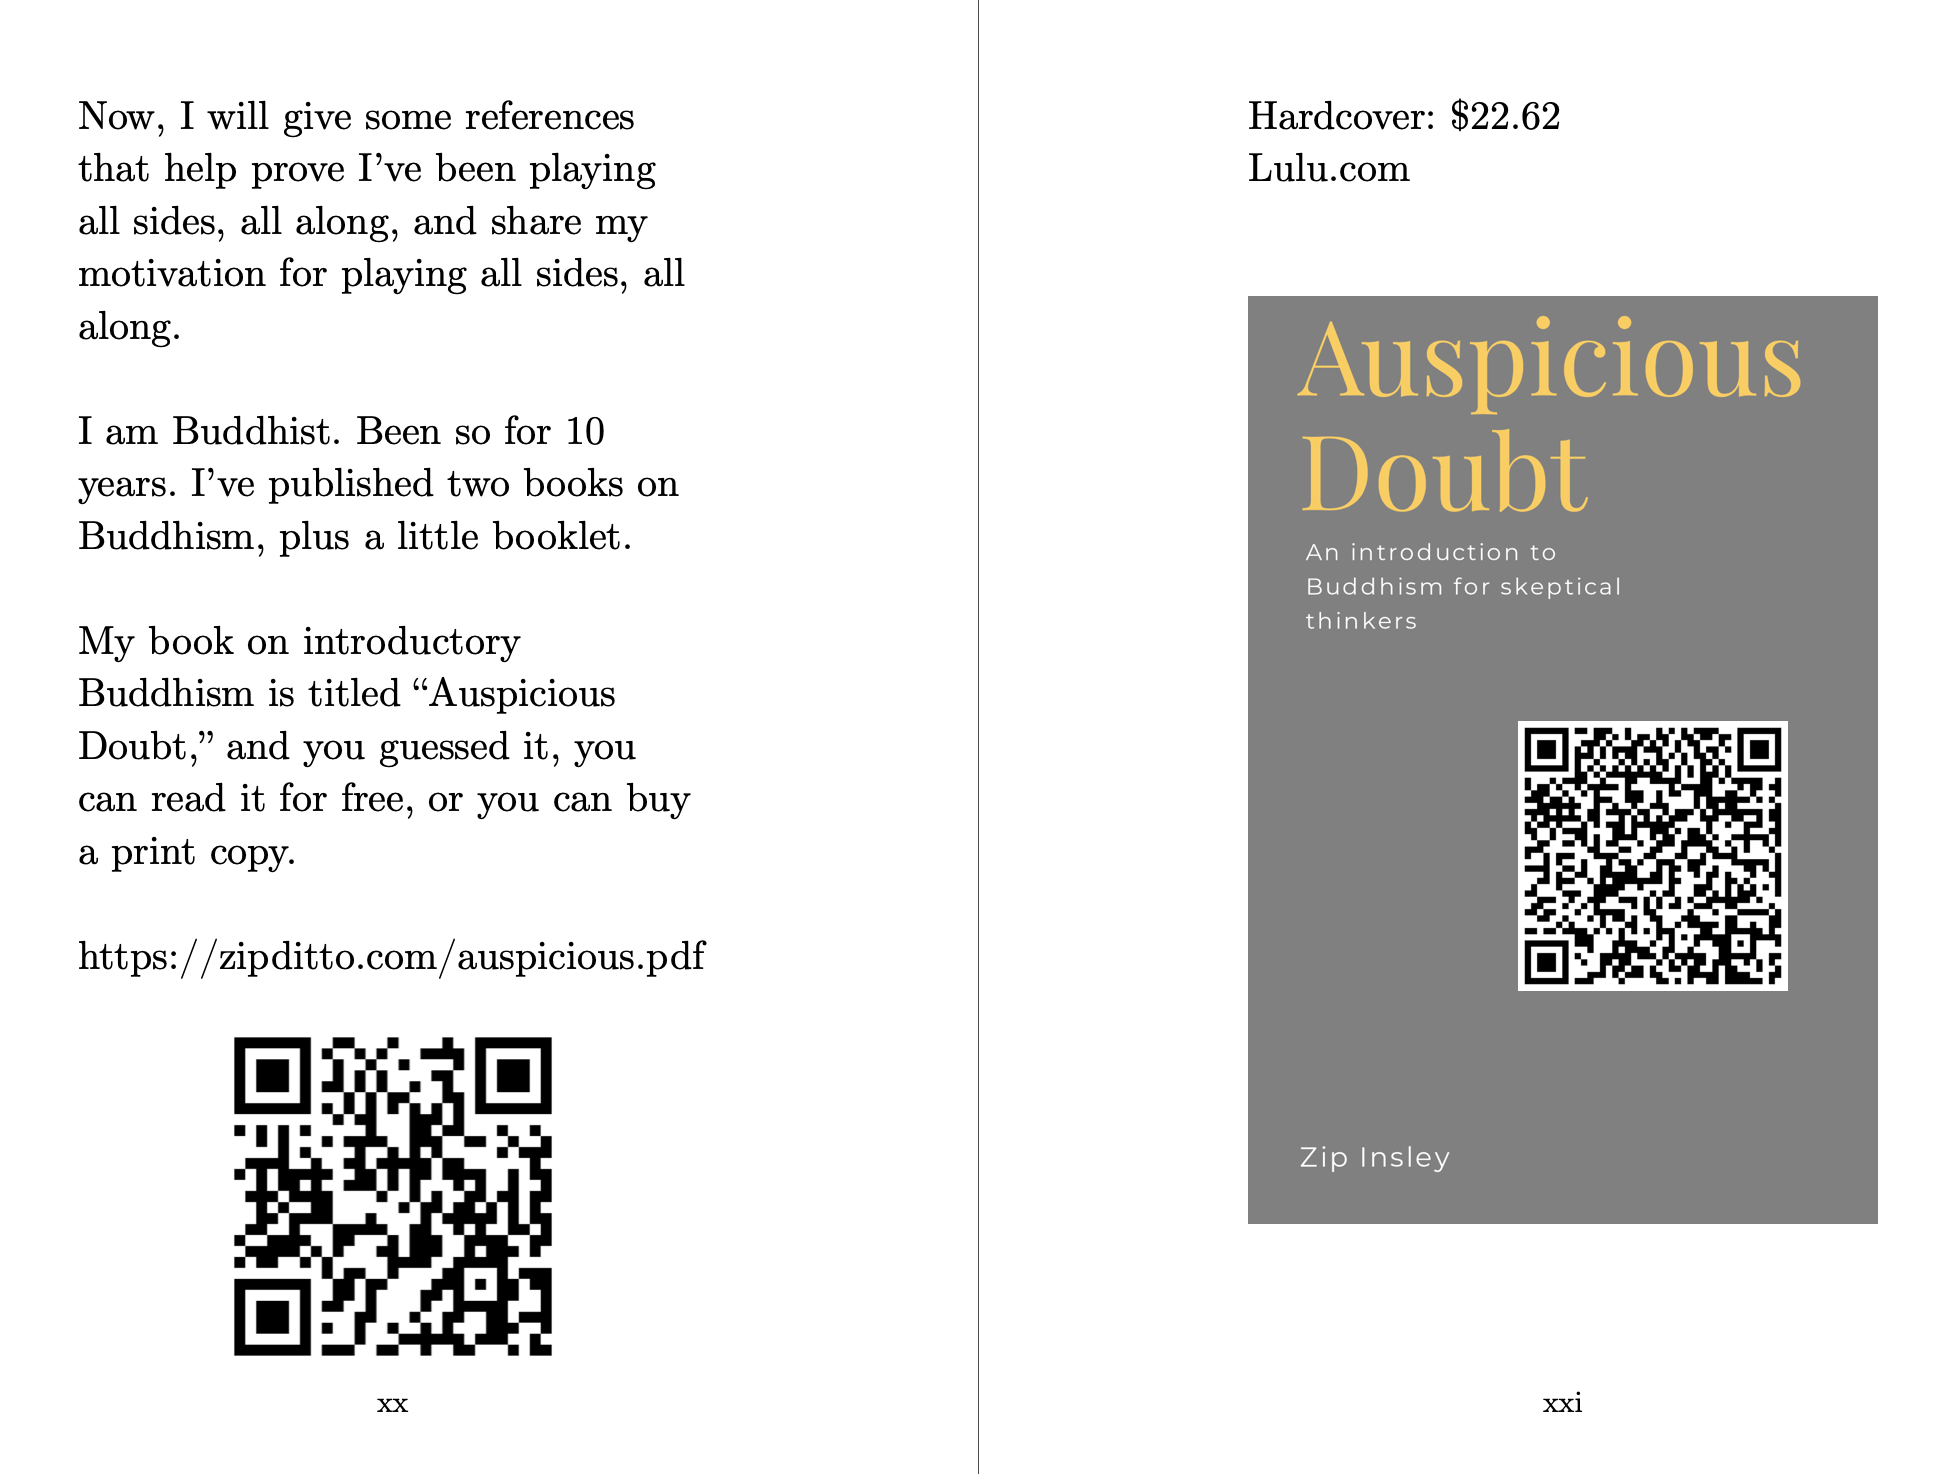 Now, I will give some references
that help prove I’ve been playing
all sides, all along, and share my
motivation for playing all sides, all
along.
I am Buddhist. Been so for 10
years. I’ve published two books on
Buddhism, plus a little booklet.
My book on introductory
Buddhism is titled “Auspicious
Doubt,” and you guessed it, you
can read it for free, or you can buy
a print copy.
https://zipditto.com/auspicious.pdf
xx
Hardcover: $22.62
Lulu.com
Auspicious
Doubt
An introduction to
Buddhism for skeptical
thinkers
Zip Insley
xxi